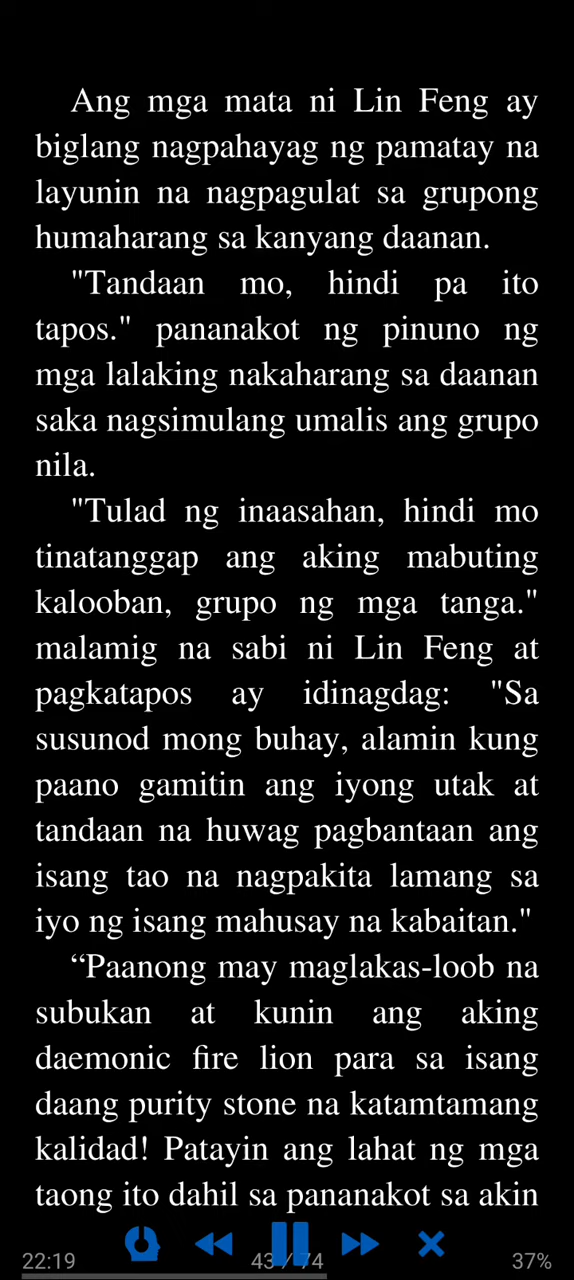 Ang mga mata ni Lin Feng ay
biglang nagpahayag ng pamatay na
layunin na nagpagulat sa grupong
humaharang sa kanyang daanan.
"Tandaan mo, hindi pa ito
tapos." pananakot ng pinuno ng
mga lalaking nakaharang sa daanan
saka nagsimulang umalis ang grupo
nila.
"Tulad ng inaasahan, hindi mo
tinatanggap ang aking mabuting
kalooban, grupo ng mga tanga."
malamig na sabi ni Lin Feng at
pagkatapos ay idinagdag: "Sa
susunod mong buhay, alamin kung
paano gamitin ang iyong utak at
tandaan na huwag pagbantaan ang
isang tao na nagpakita lamang sa
iyo ng isang mahusay na kabaitan."
“Paanong may maglakas-loob na
subukan at kunin ang aking
daemonic fire lion para sa isang
daang purity stone na katamtamang
kalidad! Patayin ang lahat ng mga
taong ito dahil sa pananakot sa akin
22:19 43 / 74 37%